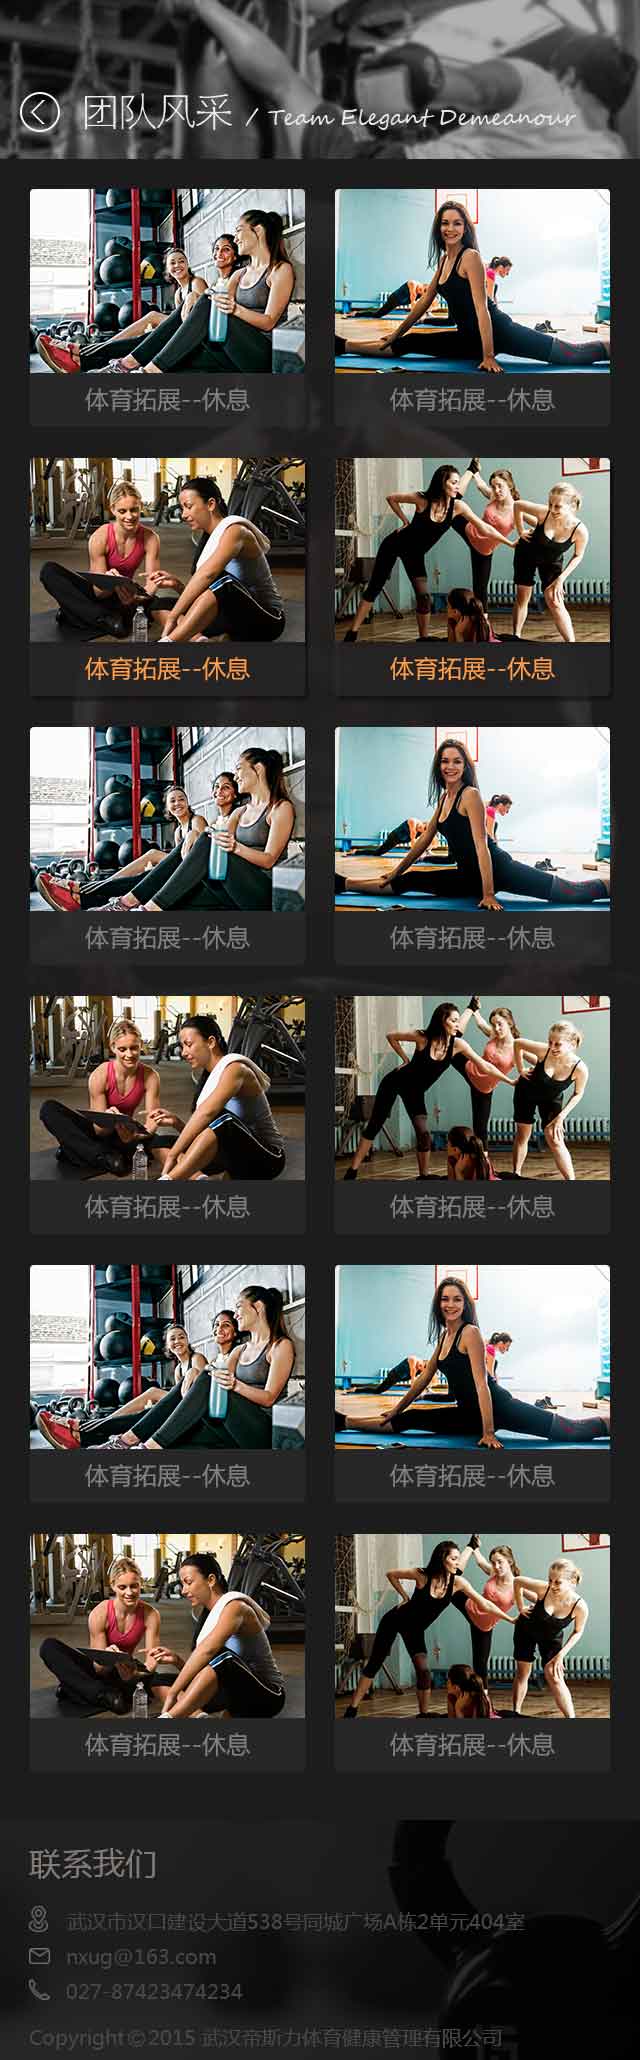 团队风采 / Team Elegant Demeanour
体育拓展--休息
体育拓展--休息
体育拓展--休息
体育拓展--休息
体育拓展--休息
体育拓展--休息
体育拓展--休息
体育拓展--休息
体育拓展--休息
体育拓展--休息
体育拓展--休息
体育拓展--休息
联系我们
武汉市汉口建设大道538号同城广场A栋2单元404室
nxug@163.com
027-87423474234
Copyright©2015 武汉帝斯力体育健康管理有限公司